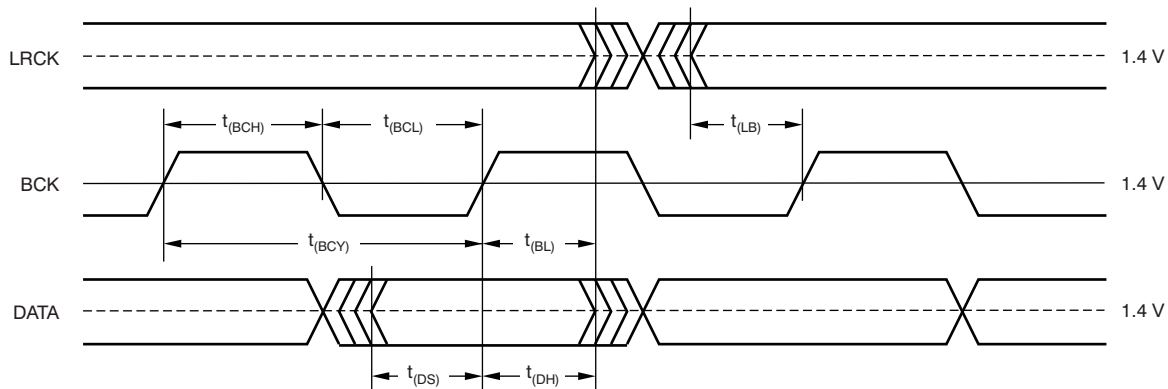 LRCK
1.4 V
t(BCH)
t(BCL)
t(LB)
BCK
1.4 V
t(BCY)
t(BL)
DATA
1.4 V
t(DS)
t(DH)